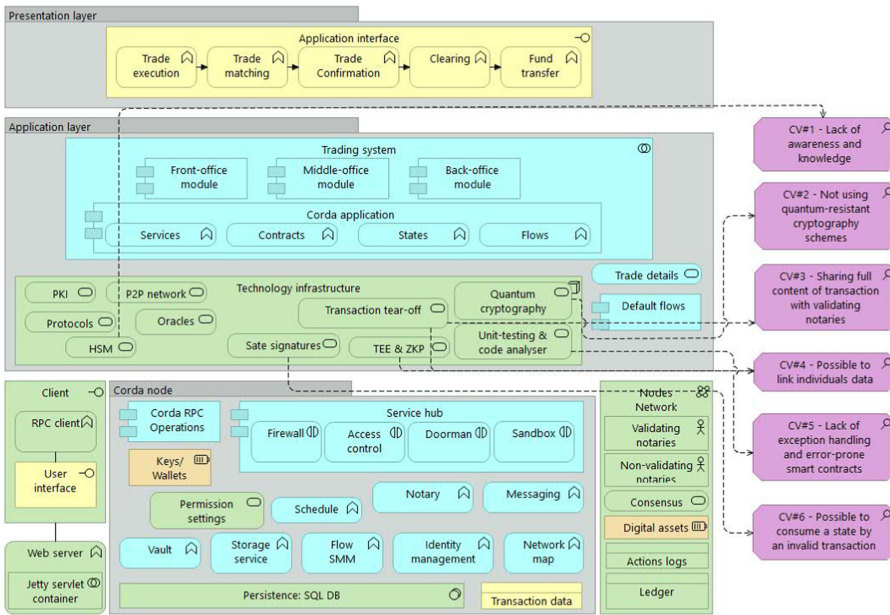 Presentation layer
Application interface
Trade
execution
Trade
matching
Trade
Confirmation
Clearing
Fund
transfer
Application layer
Trading system
Front-office
module
Middle-office
module
Back-office
module
Corda application
Services
Contracts
States
Flows
Technology infrastructure
PKI
P2P network
Protocols
Oracles
HSM
Transaction tear-off
Sate signatures
TEE & ZKP
Quantum
cryptography
Unit-testing &
code analyser
Trade details
Default flows
CV#1 - Lack of
awareness and
knowledge
CV#2 - Not using
quantum-resistant
cryptography
schemes
CV#3 - Sharing full
content of transaction
with validating
notaries
CV#4 - Possible to
link individuals data
CV#5 - Lack of
exception handling
and error-prone
smart contracts
CV#6 - Possible to
consume a state by
an invalid transaction
Client
RPC client
User
interface
Web server
Jetty servlet
container
Corda node
Corda RPC
Operations
Service hub
Firewall
Access
control
Doorman
Sandbox
Keys/
Wallets
Permission
settings
Schedule
Notary
Messaging
Vault
Storage
service
Flow
SMM
Identity
management
Network
map
Persistence: SQL DB
Transaction data
Nodes
Network
Validating
notaries
Non-validating
notaries
Consensus
Digital assets
Actions logs
Ledger